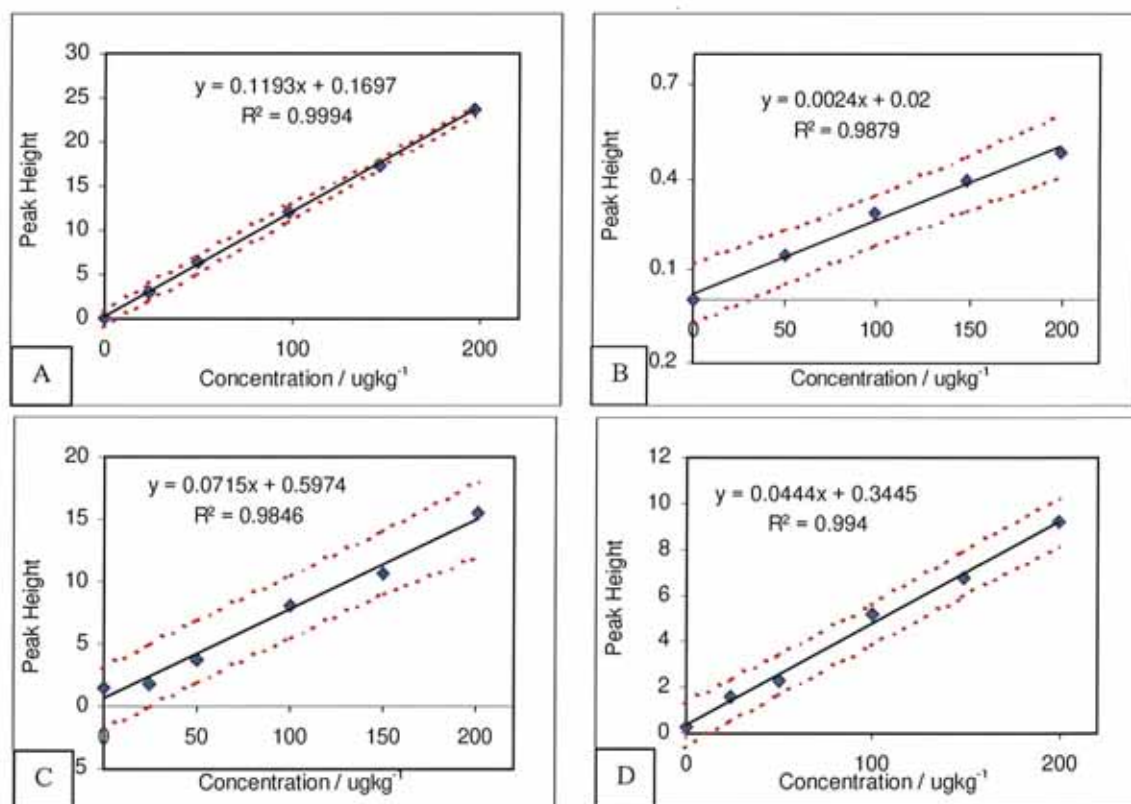 30
25
20
15
10
5
0
y = 0.1193x + 0.1697
R² = 0.9994
Peak Height
0 100 200
Concentration / ugkg⁻¹
A
0.7
0.4
0.1
0.2
y = 0.0024x + 0.02
R² = 0.9879
Peak Height
0 50 100 150 200
Concentration / ugkg⁻¹
B
20
15
10
5
0
5
y = 0.0715x + 0.5974
R² = 0.9846
Peak Height
0 50 100 150 200
Concentration / ugkg⁻¹
C
12
10
8
6
4
2
0
y = 0.0444x + 0.3445
R² = 0.994
Peak Height
0 100 200
Concentration / ugkg⁻¹
D